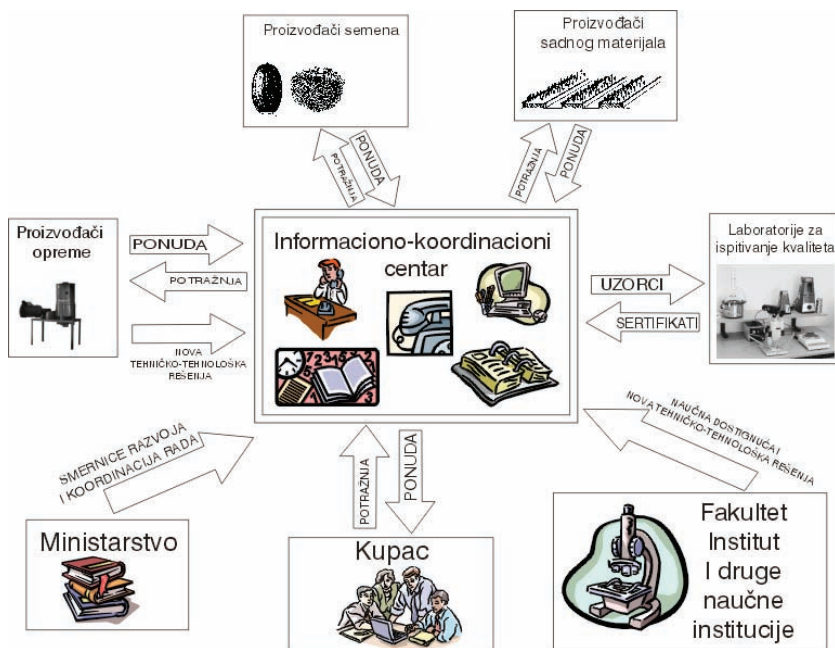 Proizvođači semena
Proizvođači
sadnog materijala
POTRAŽNJA
PONUDA
POTRAŽNJA
PONUDA
Proizvođači
opreme
PONUDA
POTRAŽNJA
NOVA
TEHNIČKO-TEHNOLOŠKA
REŠENJA
Informaciono-koordinacioni
centar
UZORCI
SERTIFIKATI
Laboratorije za
ispitivanje kvaliteta
SMERNICE RAZVOJA
I KOORDINACIJA RADA
POTRAŽNJA
PONUDA
NAUČNA DOSTIGNUĆA I
NOVA TEHNIČKO-TEHNOLOŠKA REŠENJA
Ministarstvo
Kupac
Fakultet
Institut
I druge
naučne
institucije